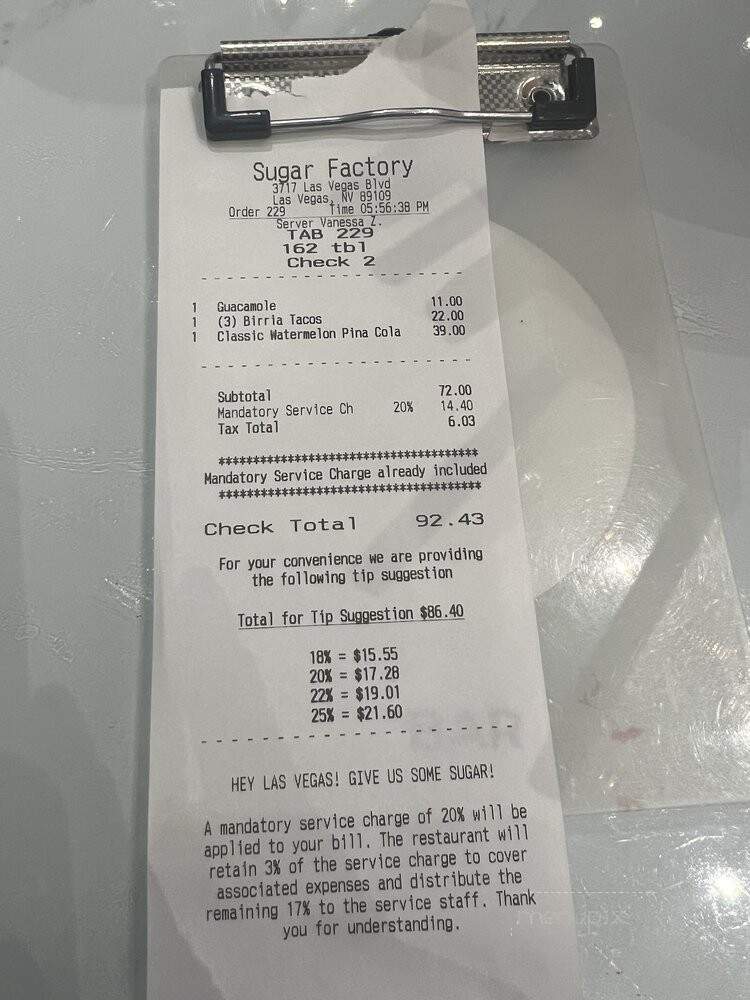 Sugar Factory
3717 Las Vegas Blvd
Las Vegas, NV 89109
Order 229 Time 05:56:38 PM
Server Vanessa Z.
TAB 229
162 tbl
Check 2
- - - - - - - - - - - - - - - - - - - - -
1 Guacamole 11.00
1 (3) Birria Tacos 22.00
1 Classic Watermelon Pina Cola 39.00
- - - - - - - - - - - - - - - - - - - - -
Subtotal 72.00
Mandatory Service Ch 20% 14.40
Tax Total 6.03
**************************************
Mandatory Service Charge already included
**************************************
Check Total 92.43
For your convenience we are providing
the following tip suggestion
Total for Tip Suggestion $86.40
18% = $15.55
20% = $17.28
22% = $19.01
25% = $21.60
- - - - - - - - - - - - - - - - - - - - -
HEY LAS VEGAS! GIVE US SOME SUGAR!
A mandatory service charge of 20% will be
applied to your bill. The restaurant will
retain 3% of the service charge to cover
associated expenses and distribute the
remaining 17% to the service staff. Thank
you for understanding.